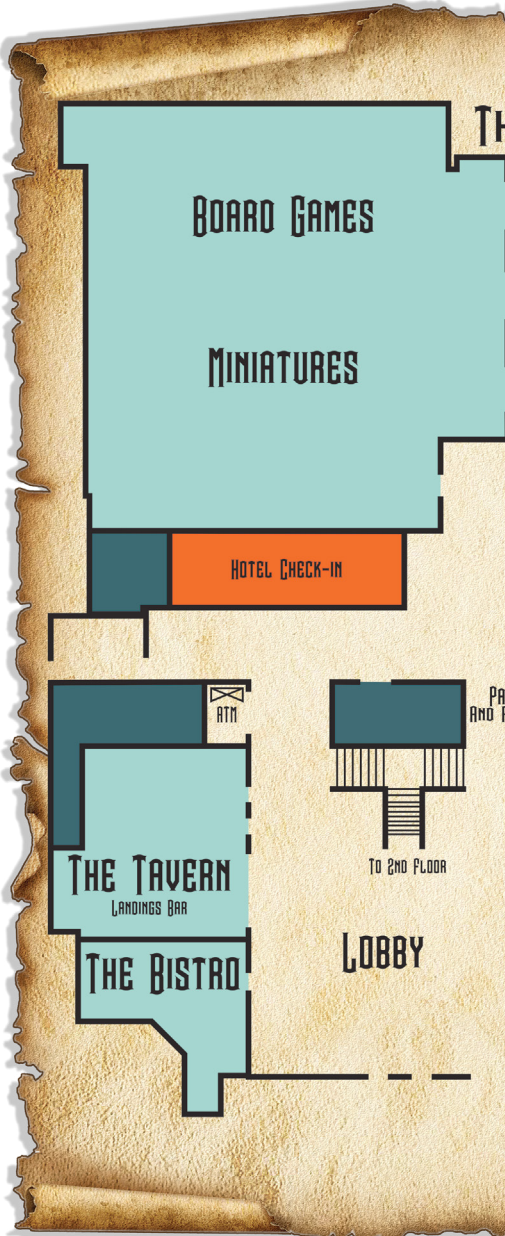 Board Games
Miniatures
Hotel Check-in
ATM
To 2nd Floor
The Tavern
Landings Bar
Lobby
The Bistro